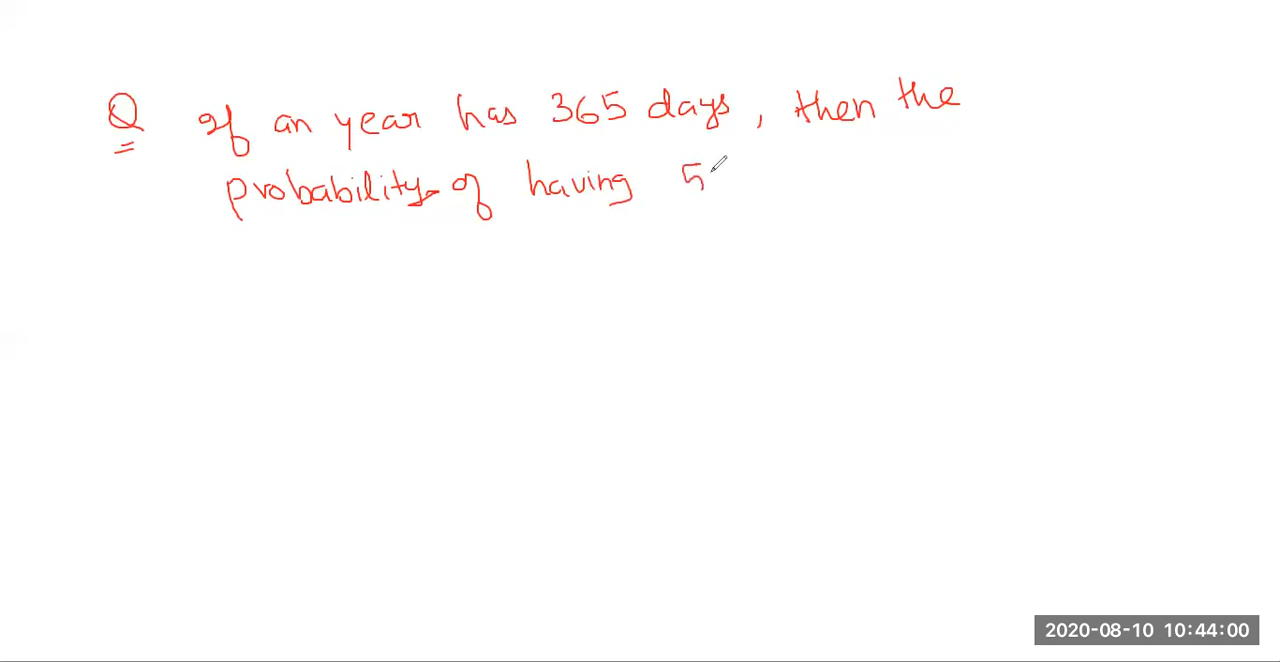 Q If an year has 365 days, then the
probability of having 5
2020-08-10 10:44:00